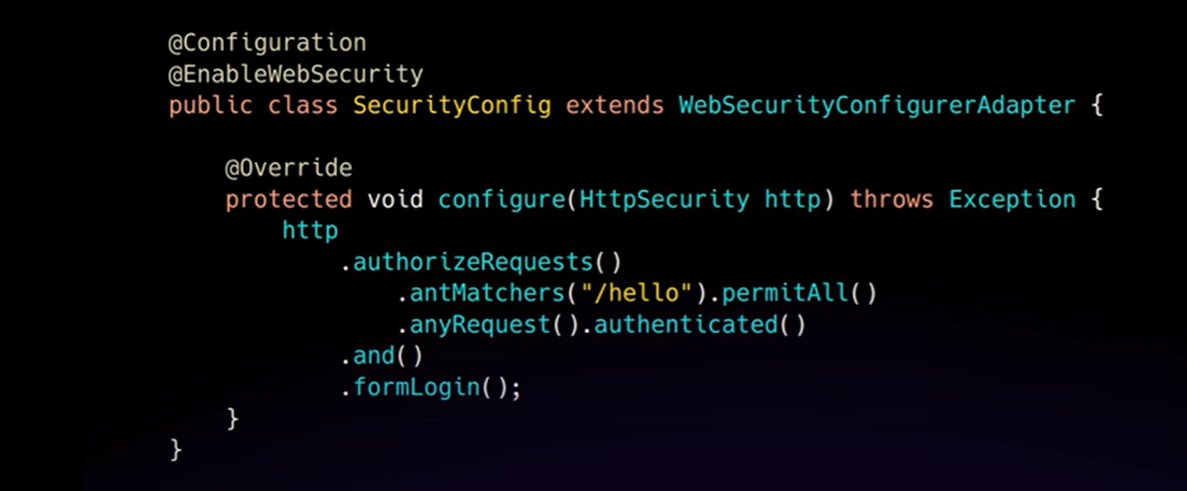 @Configuration
@EnableWebSecurity
public class SecurityConfig extends WebSecurityConfigurerAdapter {
@Override
protected void configure(HttpSecurity http) throws Exception {
http
.authorizeRequests()
.antMatchers("/hello").permitAll()
.anyRequest().authenticated()
.and()
.formLogin();
}
}